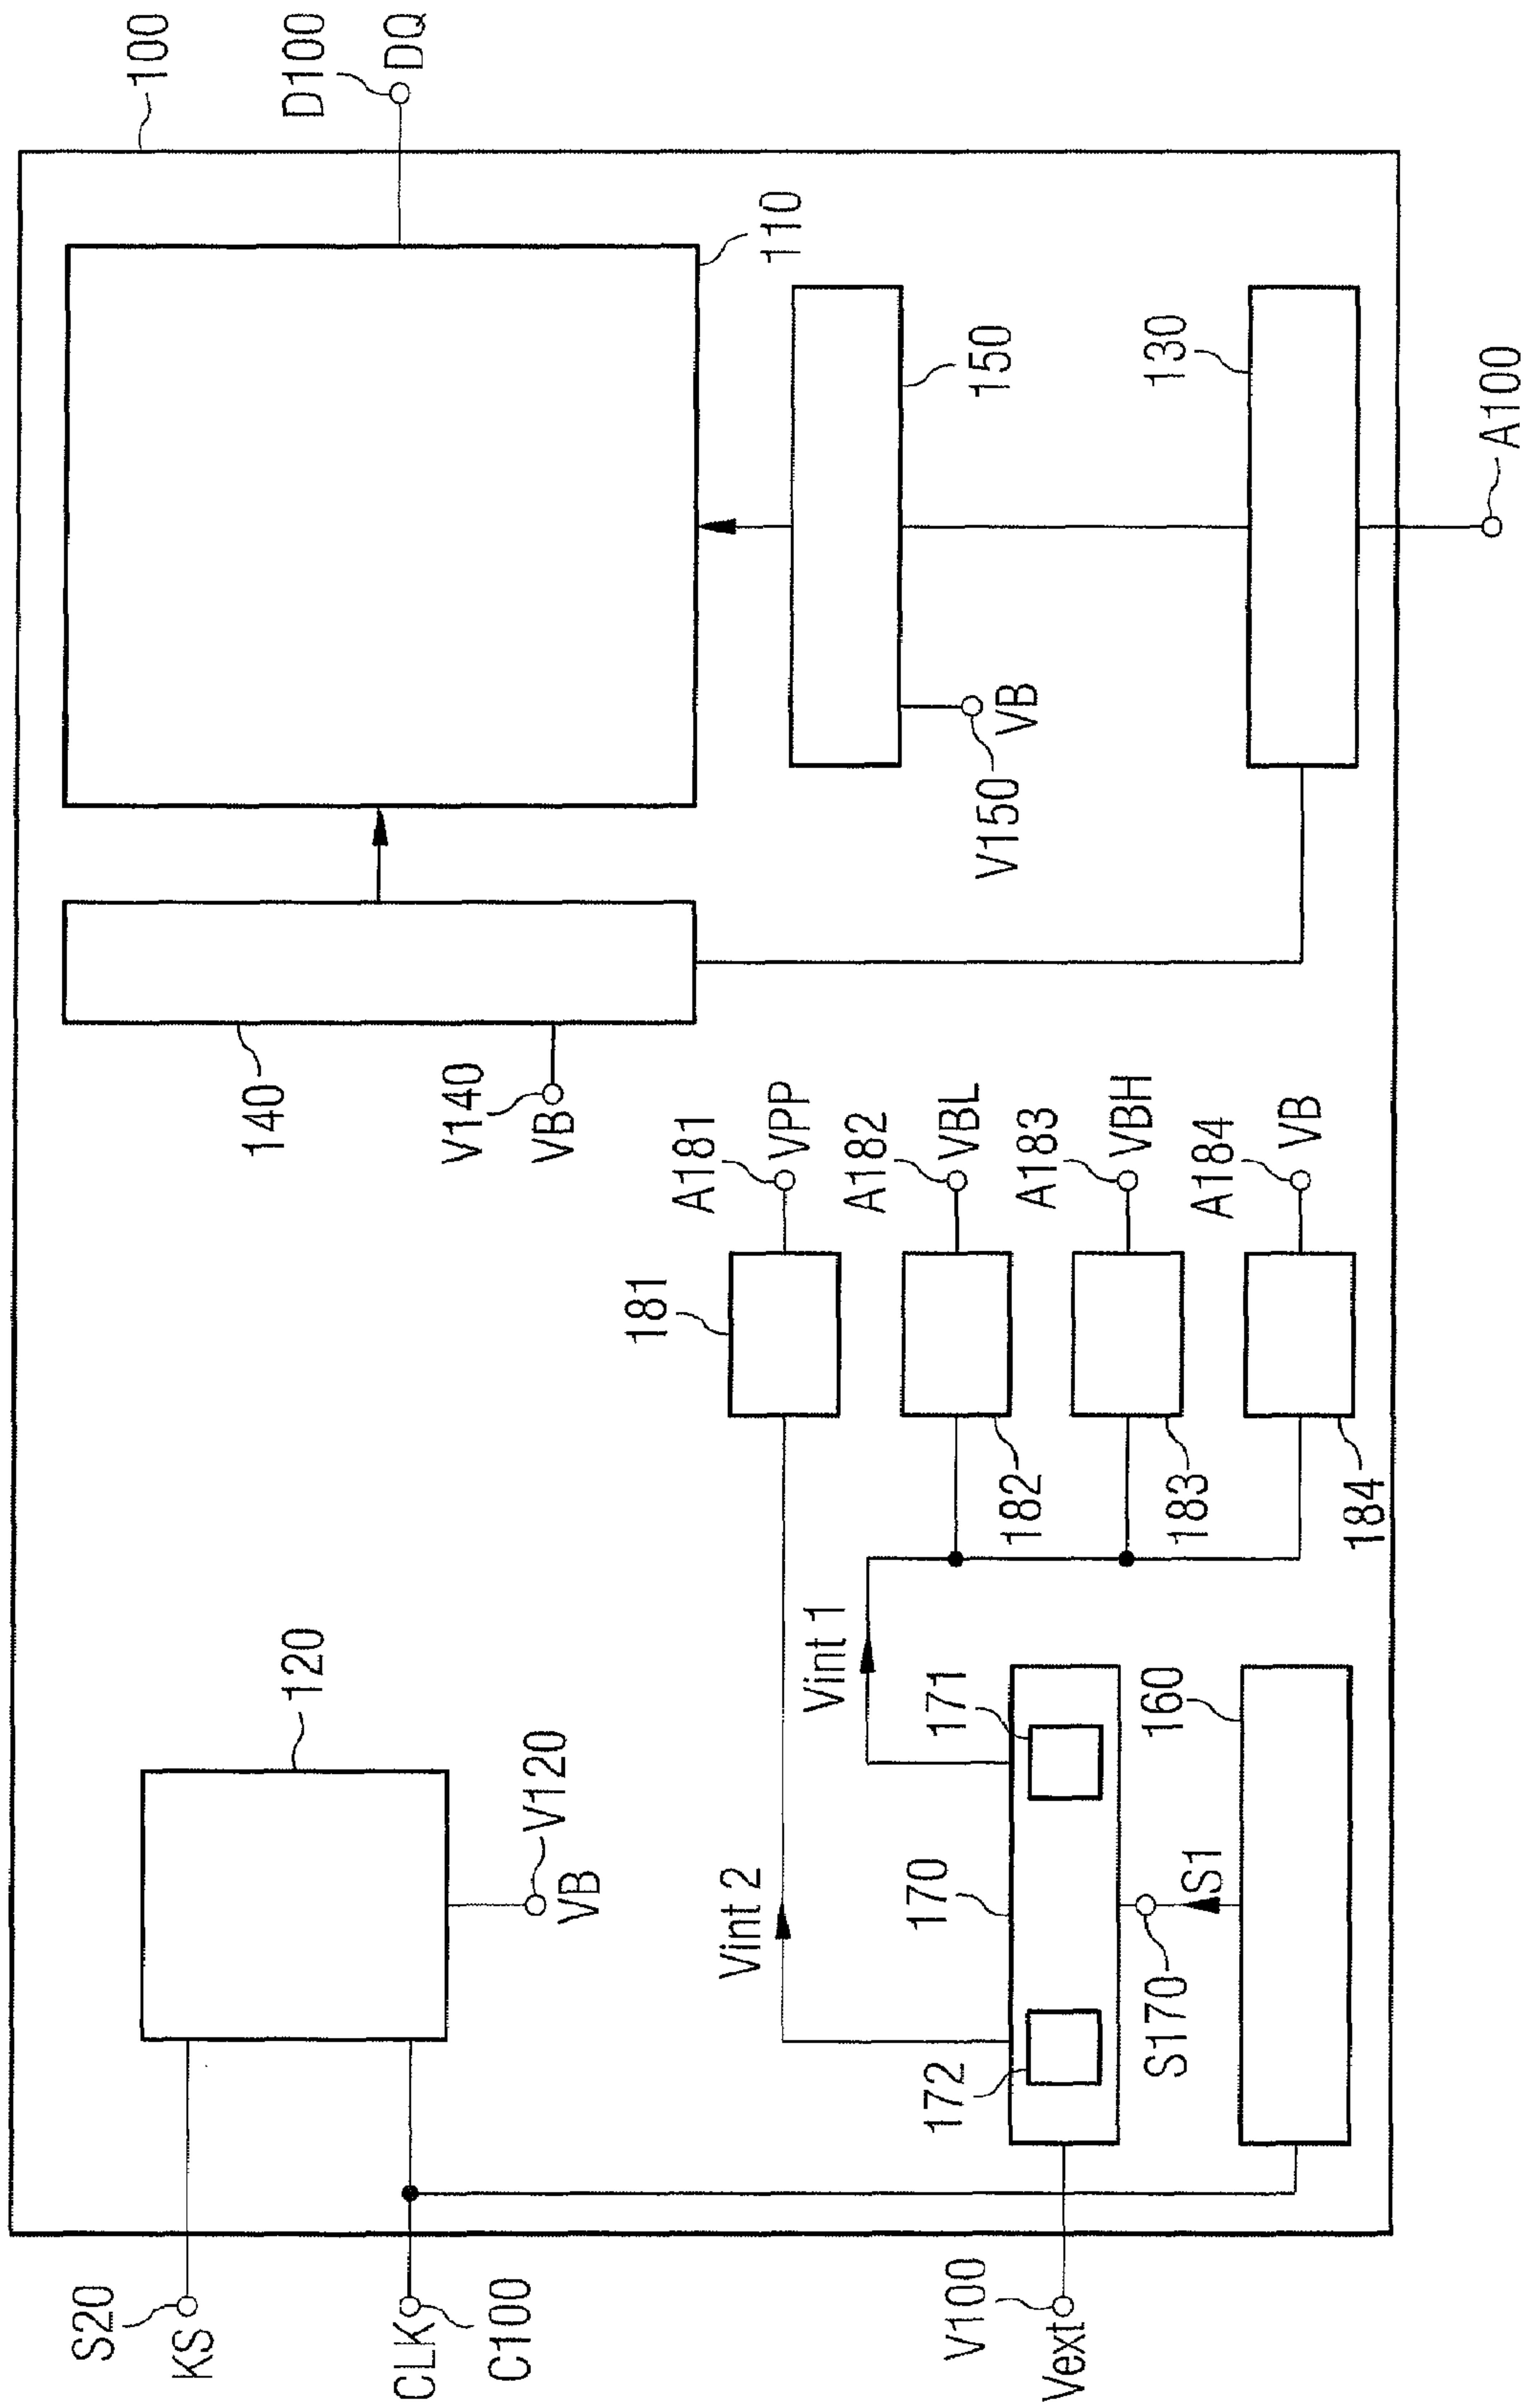 100
D100
DQ
110
150
130
A100
V150
VB
140
V140
VB
A181
VPP
A182
VBL
A183
VBH
A184
VB
181
182
183
184
120
V120
VB
Vint 1
Vint 2
171
170
172
160
S1
S170
S20
KS
CLK
C100
V100
Vext